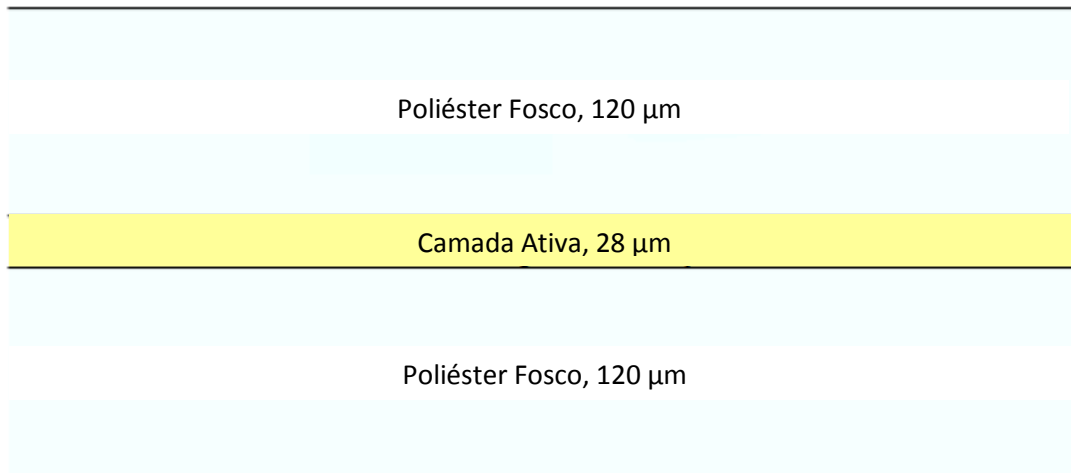 Poliéster Fosco, 120 µm
Camada Ativa, 28 µm
Poliéster Fosco, 120 µm